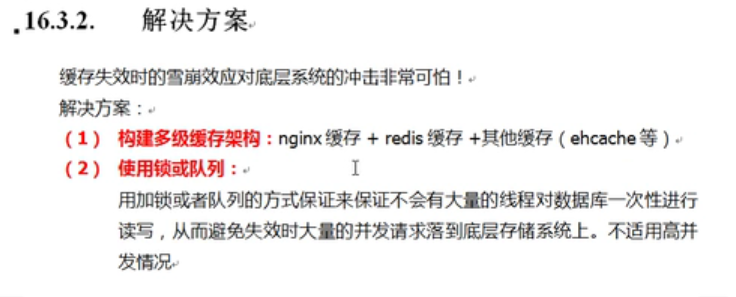 16.3.2. 解决方案
缓存失效时的雪崩效应对底层系统的冲击非常可怕！
解决方案：
（1） 构建多级缓存架构：nginx 缓存 + redis 缓存 +其他缓存（ehcache 等）
（2） 使用锁或队列：
用加锁或者队列的方式保证来保证不会有大量的线程对数据库一次性进行
读写，从而避免失效时大量的并发请求落到底层存储系统上。不适用高并
发情况